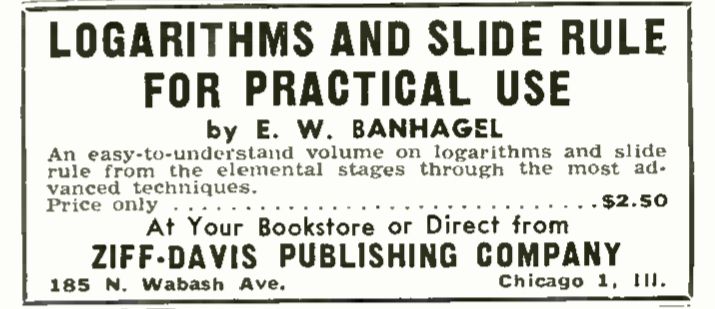 LOGARITHMS AND SLIDE RULE
FOR PRACTICAL USE
by E. W. BANHAGEL
An easy-to-understand volume on logarithms and slide
rule from the elemental stages through the most ad-
vanced techniques.
Price only ..............................$2.50
At Your Bookstore or Direct from
ZIFF-DAVIS PUBLISHING COMPANY
185 N. Wabash Ave. Chicago 1, Ill.